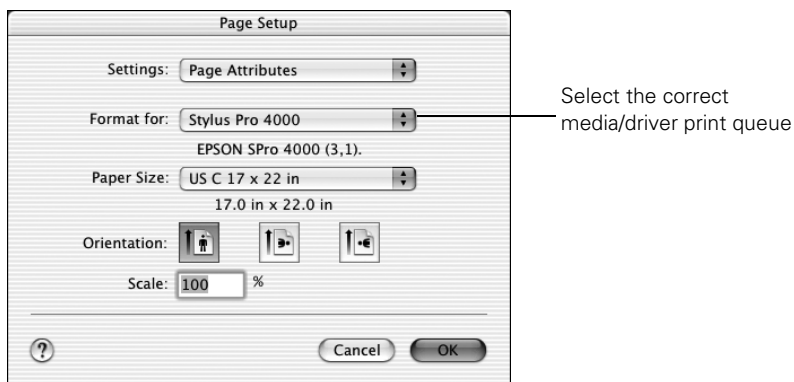 Page Setup
Settings: Page Attributes
Format for: Stylus Pro 4000
Select the correct
media/driver print queue
EPSON SPro 4000 (3,1).
Paper Size: US C 17 x 22 in
17.0 in x 22.0 in
Orientation:
Scale: 100 %
? Cancel OK